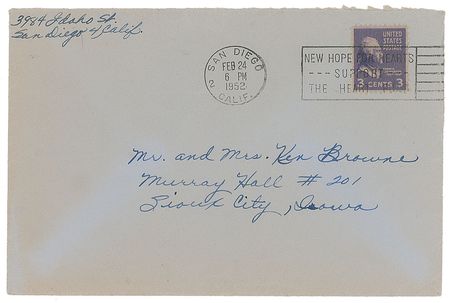 3984 Idaho St.
San Diego 4 Calif.
SAN DIEGO
FEB 24
6 PM
1952
2 CALIF.
NEW HOPE FOR HEARTS
--- SUPPORT
THE HEART
UNITED
STATES
POSTAGE
3 CENTS 3
Mr. and Mrs. Ken Browne
Murray Hall # 201
Sioux City, Iowa